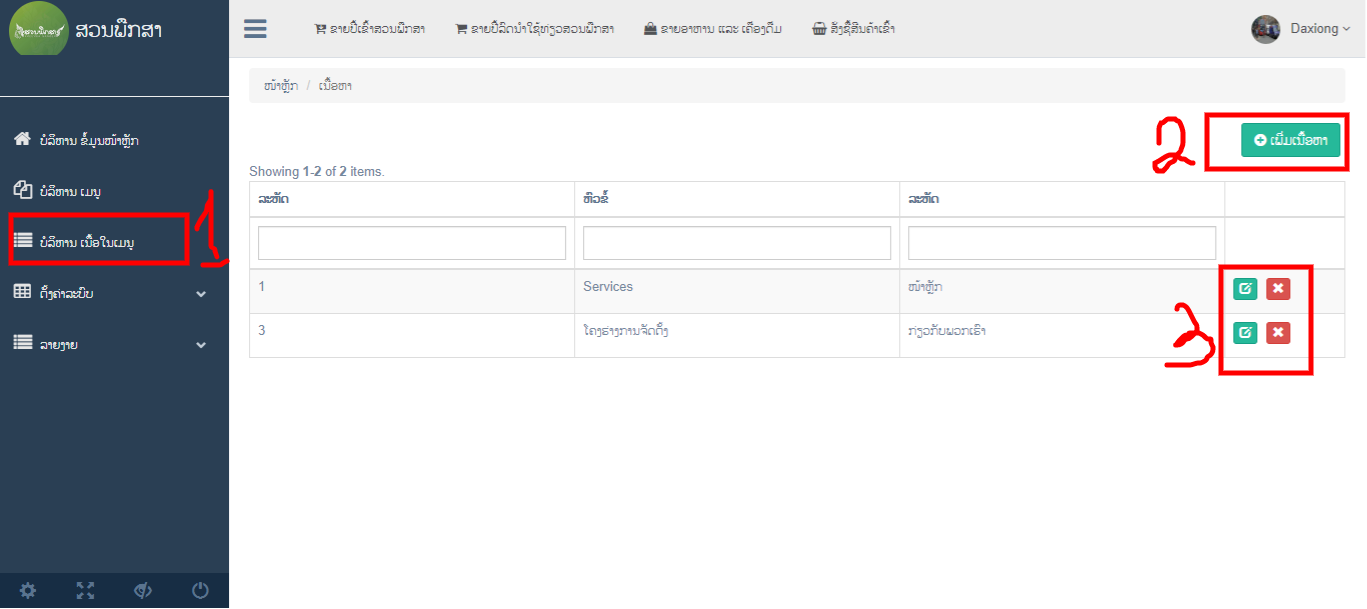 ສວນພຶກສາ
ຂາຍປີ້ເຂົ້າສວນພຶກສາ
ຂາຍປີ້ລົດນຳໃຊ້ທ່ຽວສວນພຶກສາ
ຂາຍອາຫານ ແລະ ເຄື່ອງດື່ມ
ສັ່ງຊື້ສິນຄ້າເຂົ້າ
Daxiong
ໜ້າຫຼັກ / ເນື້ອຫາ
ບໍລິຫານ ຂໍ້ມູນໜ້າຫຼັກ
ບໍລິຫານ ເມນູ
ບໍລິຫານ ເນື້ອໃນເມນູ
ຕັ້ງຄ່າລະບົບ
ລາຍງາຍ
1
2
ເພີ່ມເນື້ອຫາ
Showing 1-2 of 2 items.
ລະຫັດ ຫົວຂໍ້ ລະຫັດ
1 Services ໜ້າຫຼັກ
3 ໂຄງຮ່າງການຈັດຕັ້ງ ກ່ຽວກັບພວກເຮົາ
3